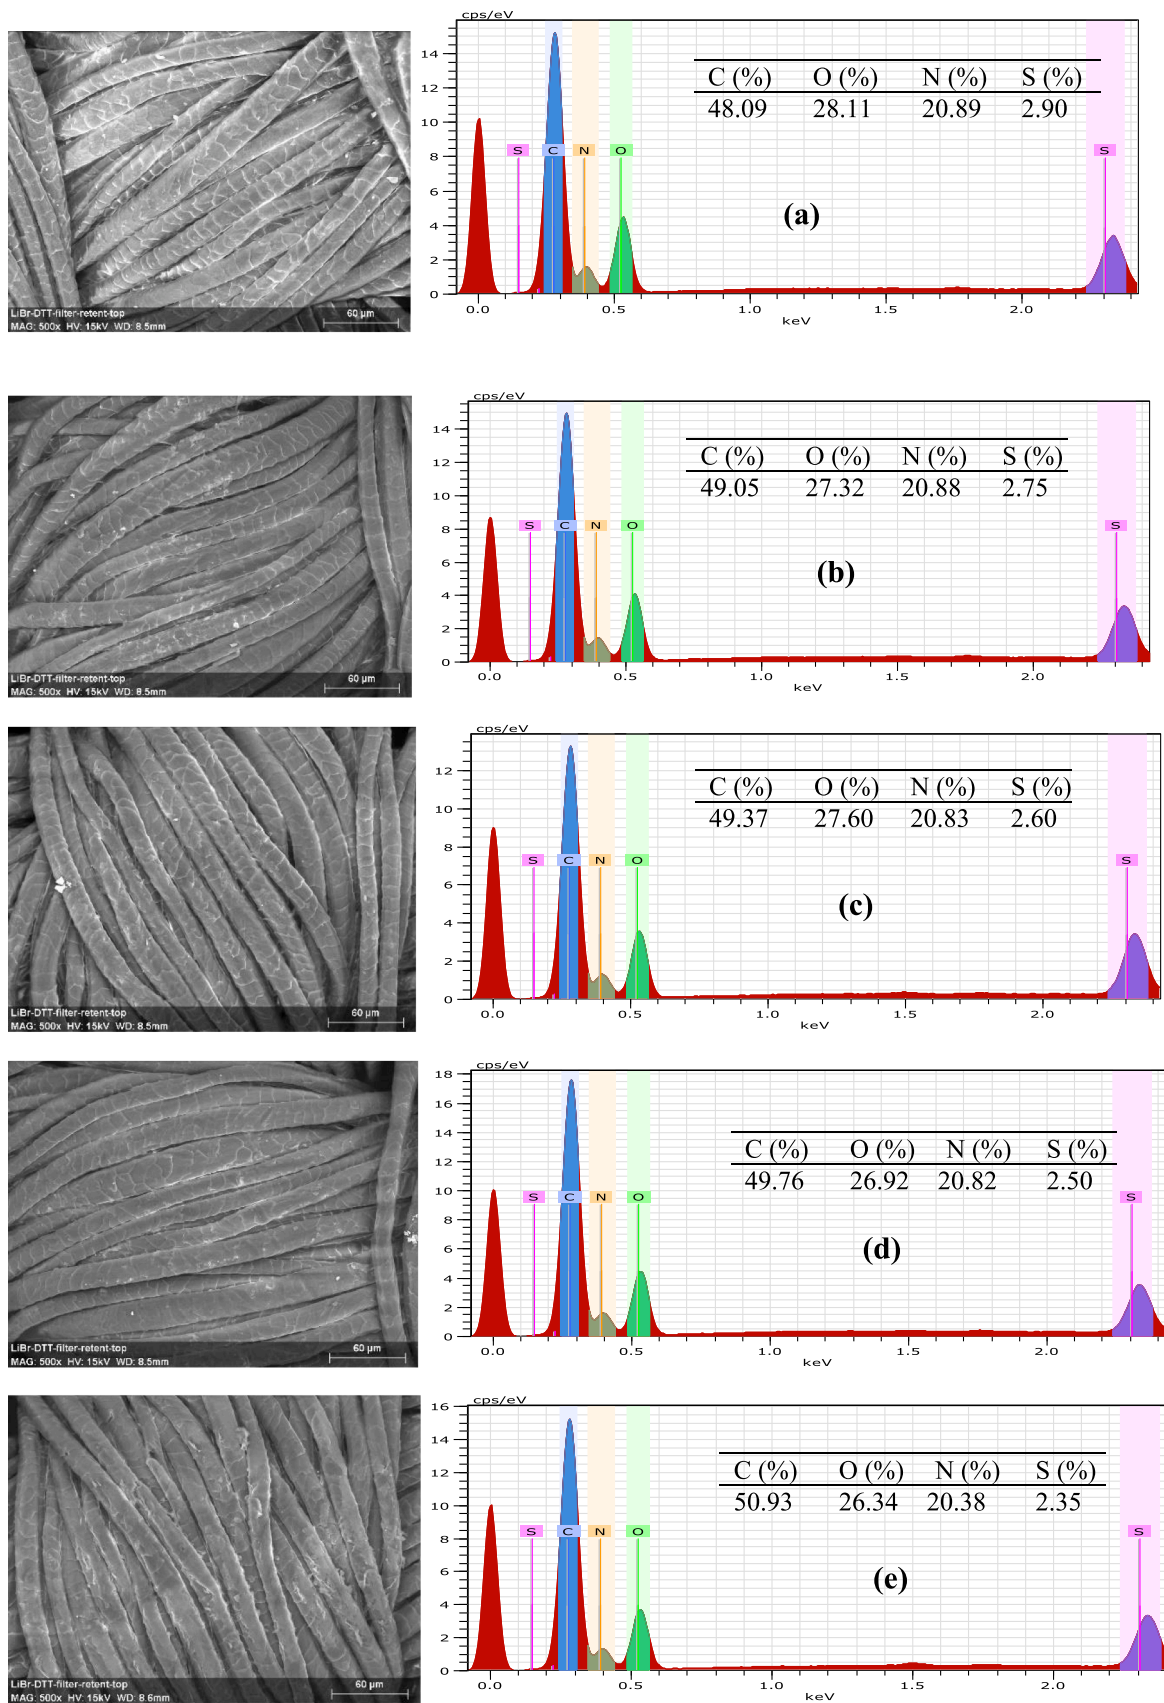 cps/eV
14
12
10
8
6
4
2
0
C (%) O (%) N (%) S (%)
48.09 28.11 20.89 2.90
S C N O S
(a)
0.0 0.5 1.0 1.5 2.0
keV
LiBr-DTT-filter-retent-top
MAG: 500x HV: 15kV WD: 8.5mm
60 µm
cps/eV
14
12
10
8
6
4
2
0
C (%) O (%) N (%) S (%)
49.05 27.32 20.88 2.75
S C N O S
(b)
0.0 0.5 1.0 1.5 2.0
keV
LiBr-DTT-filter-retent-top
MAG: 500x HV: 15kV WD: 8.5mm
60 µm
cps/eV
12
10
8
6
4
2
0
C (%) O (%) N (%) S (%)
49.37 27.60 20.83 2.60
S C N O S
(c)
0.0 0.5 1.0 1.5 2.0
keV
LiBr-DTT-filter-retent-top
MAG: 500x HV: 15kV WD: 8.5mm
60 µm
cps/eV
18
16
14
12
10
8
6
4
2
0
C (%) O (%) N (%) S (%)
49.76 26.92 20.82 2.50
S C N O S
(d)
0.0 0.5 1.0 1.5 2.0
keV
LiBr-DTT-filter-retent-top
MAG: 500x HV: 15kV WD: 8.5mm
60 µm
cps/eV
16
14
12
10
8
6
4
2
0
C (%) O (%) N (%) S (%)
50.93 26.34 20.38 2.35
S C N O S
(e)
0.0 0.5 1.0 1.5 2.0
keV
LiBr-DTT-filter-retent-top
MAG: 500x HV: 15kV WD: 8.6mm
60 µm